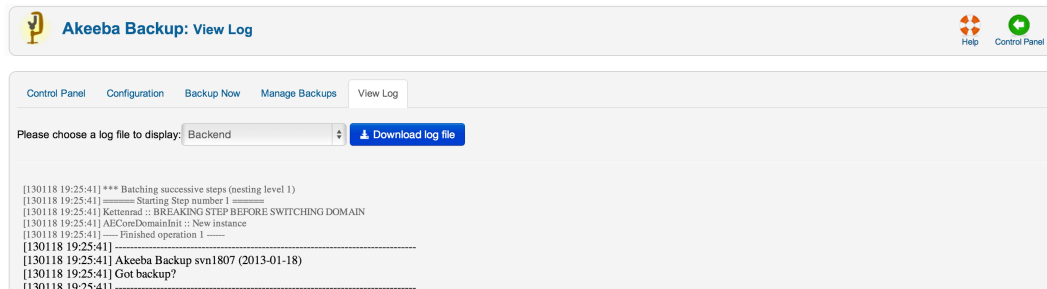 Akeeba Backup: View Log
Help
Control Panel
Control Panel
Configuration
Backup Now
Manage Backups
View Log
Please choose a log file to display:
Backend
Download log file
[130118 19:25:41] *** Batching successive steps (nesting level 1)
[130118 19:25:41] ====== Starting Step number 1 ======
[130118 19:25:41] Kettenrad :: BREAKING STEP BEFORE SWITCHING DOMAIN
[130118 19:25:41] AECoreDomainInit :: New instance
[130118 19:25:41] ----- Finished operation 1 ------
[130118 19:25:41] --------------------------------------------------------------------------------
[130118 19:25:41] Akeeba Backup svn1807 (2013-01-18)
[130118 19:25:41] Got backup?
[130118 19:25:41] --------------------------------------------------------------------------------